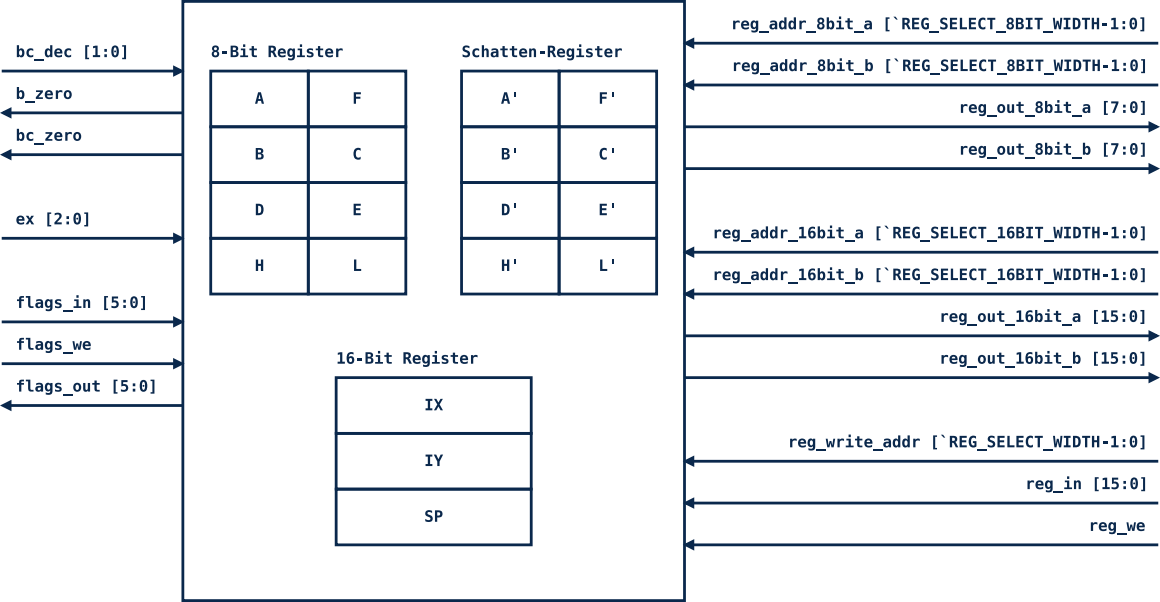 bc_dec [1:0]
b_zero
bc_zero
ex [2:0]
flags_in [5:0]
flags_we
flags_out [5:0]
8-Bit Register
A F
B C
D E
H L
Schatten-Register
A' F'
B' C'
D' E'
H' L'
16-Bit Register
IX
IY
SP
reg_addr_8bit_a [`REG_SELECT_8BIT_WIDTH-1:0]
reg_addr_8bit_b [`REG_SELECT_8BIT_WIDTH-1:0]
reg_out_8bit_a [7:0]
reg_out_8bit_b [7:0]
reg_addr_16bit_a [`REG_SELECT_16BIT_WIDTH-1:0]
reg_addr_16bit_b [`REG_SELECT_16BIT_WIDTH-1:0]
reg_out_16bit_a [15:0]
reg_out_16bit_b [15:0]
reg_write_addr [`REG_SELECT_WIDTH-1:0]
reg_in [15:0]
reg_we